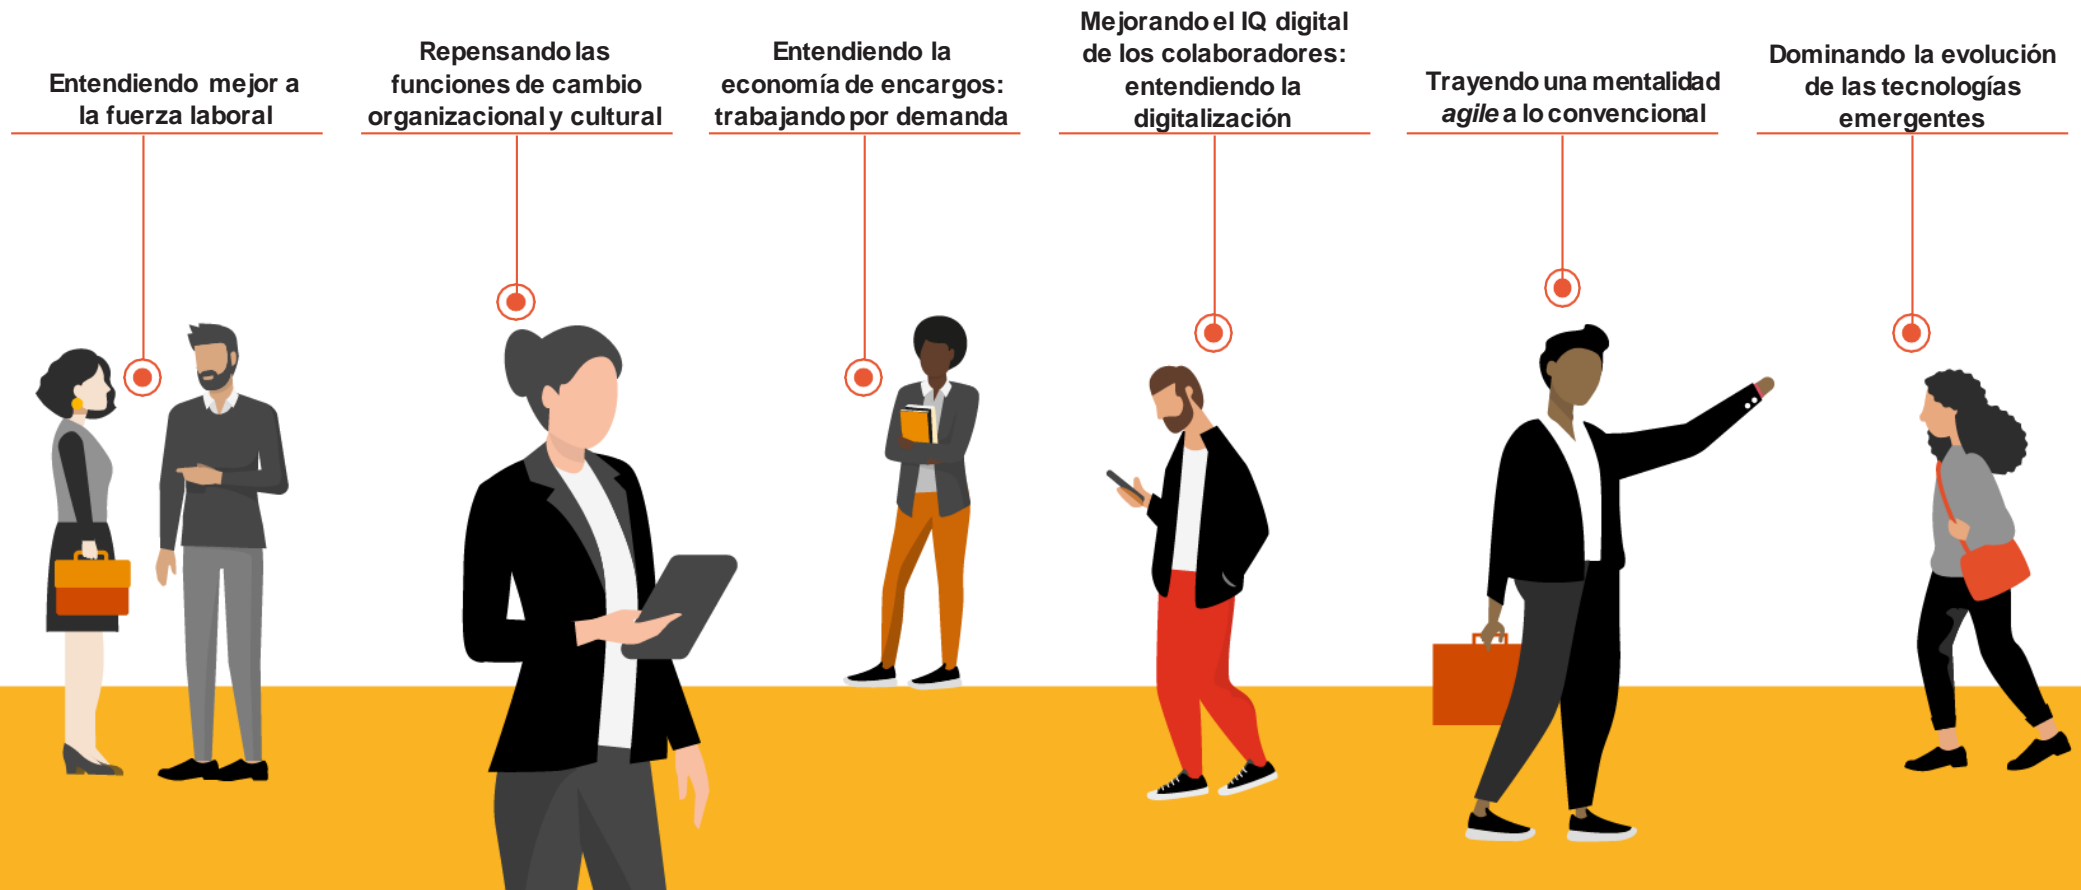 Entendiendo mejor a
la fuerza laboral
Repensando las
funciones de cambio
organizacional y cultural
Entendiendo la
economía de encargos:
trabajando por demanda
Mejorando el IQ digital
de los colaboradores:
entendiendo la
digitalización
Trayendo una mentalidad
agile a lo convencional
Dominando la evolución
de las tecnologías
emergentes